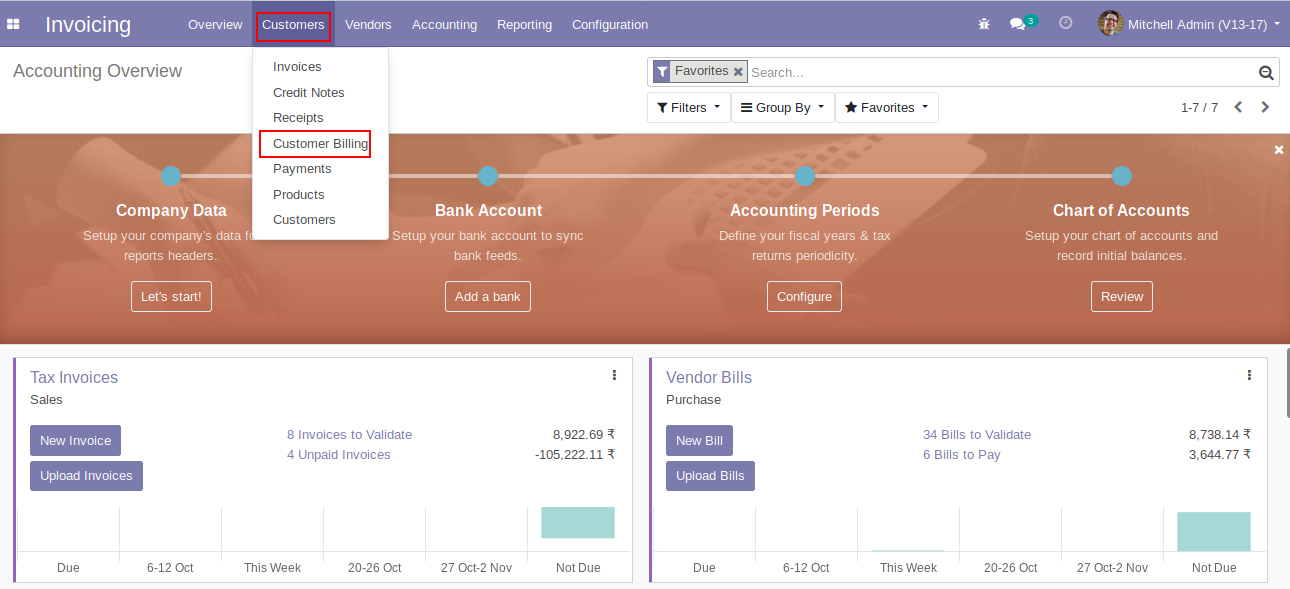 Invoicing Overview Customers Vendors Accounting Reporting Configuration 3 Mitchell Admin (V13-17)
Accounting Overview
Favorites Search...
Filters Group By Favorites 1-7 / 7
Invoices
Credit Notes
Receipts
Customer Billing
Payments
Products
Customers
Company Data
Setup your company's data fo
reports headers.
Let's start!
Bank Account
Setup your bank account to sync
bank feeds.
Add a bank
Accounting Periods
Define your fiscal years & tax
returns periodicity.
Configure
Chart of Accounts
Setup your chart of accounts and
record initial balances.
Review
Tax Invoices
Sales
New Invoice
Upload Invoices
8 Invoices to Validate 8,922.69 ₹
4 Unpaid Invoices -105,222.11 ₹
Due 6-12 Oct This Week 20-26 Oct 27 Oct-2 Nov Not Due
Vendor Bills
Purchase
New Bill
Upload Bills
34 Bills to Validate 8,738.14 ₹
6 Bills to Pay 3,644.77 ₹
Due 6-12 Oct This Week 20-26 Oct 27 Oct-2 Nov Not Due